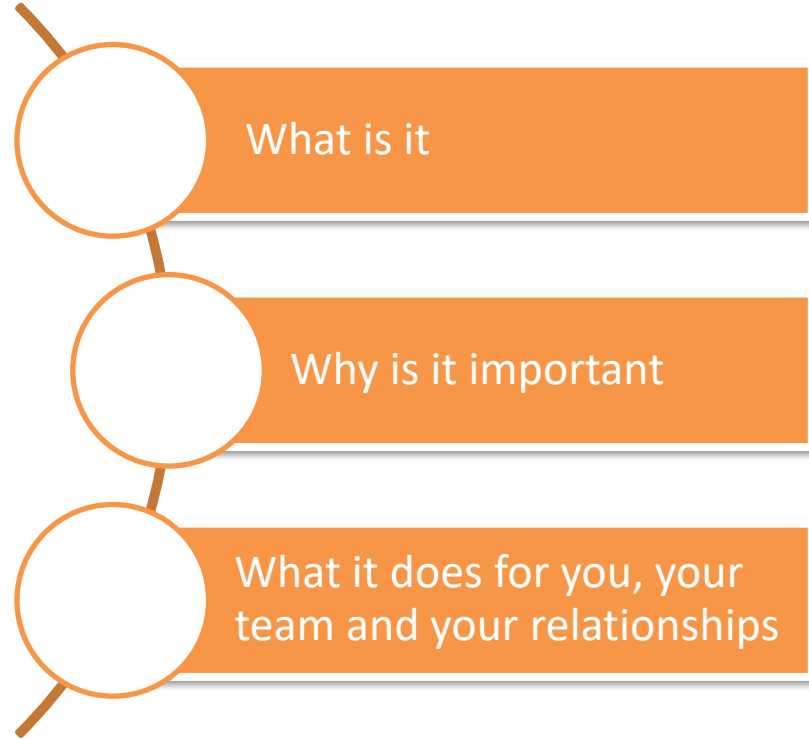 What is it
Why is it important
What it does for you, your
team and your relationships